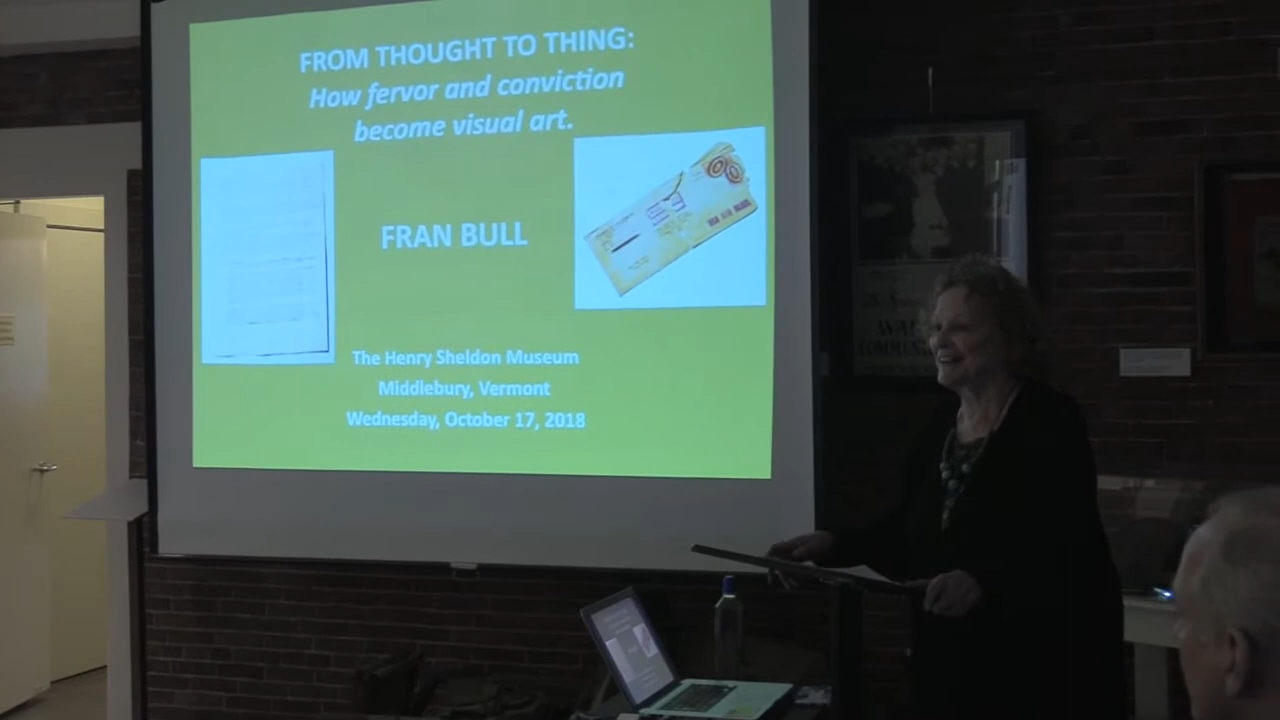 FROM THOUGHT TO THING:
How fervor and conviction
become visual art.
FRAN BULL
The Henry Sheldon Museum
Middlebury, Vermont
Wednesday, October 17, 2018